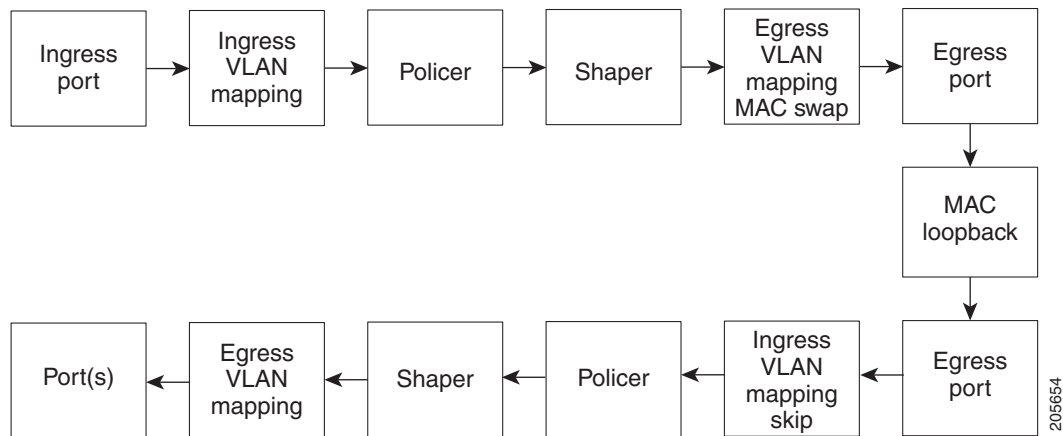 Ingress
port
Ingress
VLAN
mapping
Policer
Shaper
Egress
VLAN
mapping
MAC swap
Egress
port
MAC
loopback
Egress
port
Ingress
VLAN
mapping
skip
Policer
Shaper
Egress
VLAN
mapping
Port(s)
205654